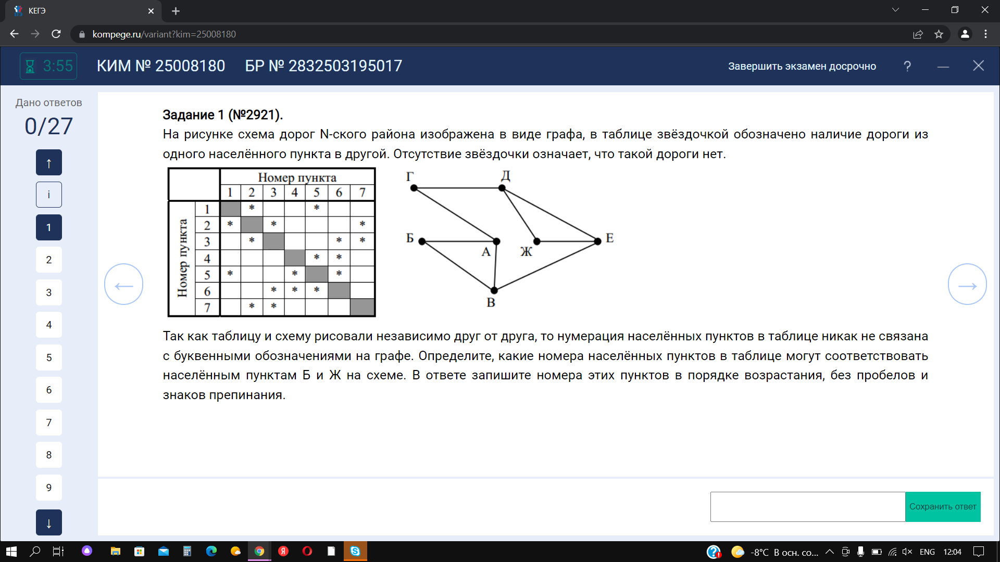 КЕГЭ
kompege.ru/variant?kim=25008180
3:55
КИМ № 25008180
БР № 2832503195017
Завершить экзамен досрочно
?
Дано ответов
0/27
↑
i
1
2
3
4
5
6
7
8
9
↓
←
Задание 1 (№2921).
На рисунке схема дорог N-ского района изображена в виде графа, в таблице звёздочкой обозначено наличие дороги из
одного населённого пункта в другой. Отсутствие звёздочки означает, что такой дороги нет.
Номер пункта
1 2 3 4 5 6 7
Номер пункта
1 * *
2 * * *
3 * * *
4 * *
5 * * *
6 * * *
7 * *
Г
Д
Б
А
Ж
Е
В
→
Так как таблицу и схему рисовали независимо друг от друга, то нумерация населённых пунктов в таблице никак не связана
с буквенными обозначениями на графе. Определите, какие номера населённых пунктов в таблице могут соответствовать
населённым пунктам Б и Ж на схеме. В ответе запишите номера этих пунктов в порядке возрастания, без пробелов и
знаков препинания.
Сохранить ответ
-8°C В осн. со...
ENG
12:04